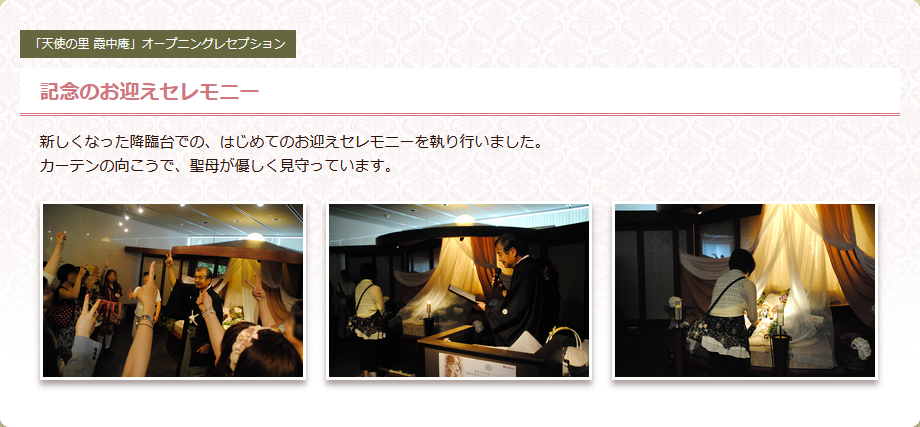 「天使の里 霞中庵」オープニングレセプション
記念のお迎えセレモニー
新しくなった降臨台での、はじめてのお迎えセレモニーを執り行いました。
カーテンの向こうで、聖母が優しく見守っています。